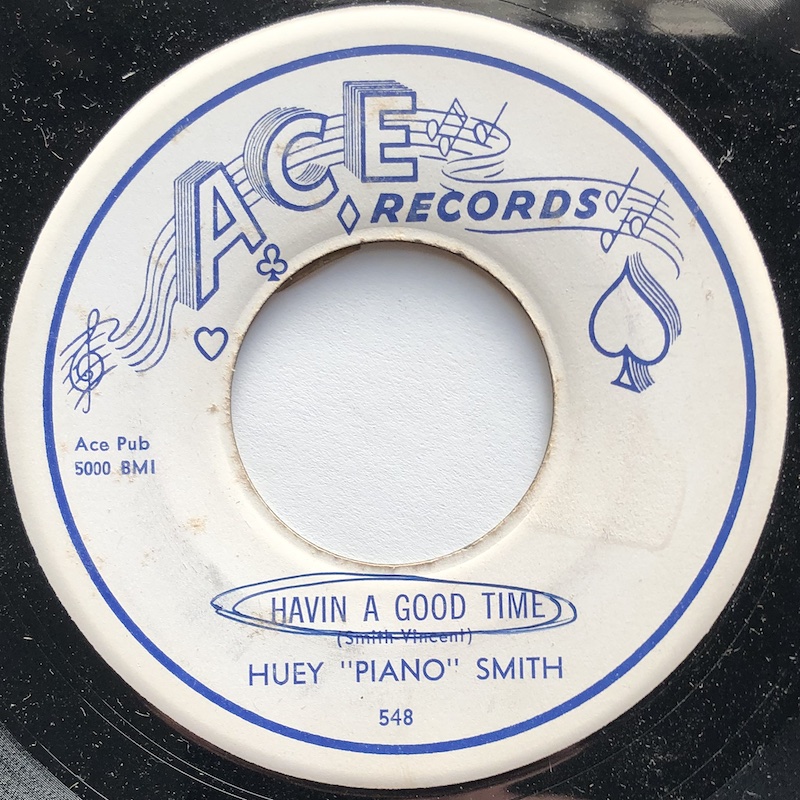 ACE
RECORDS
Ace Pub
5000 BMI
HAVIN A GOOD TIME
(Smith-Vincent)
HUEY "PIANO" SMITH
548